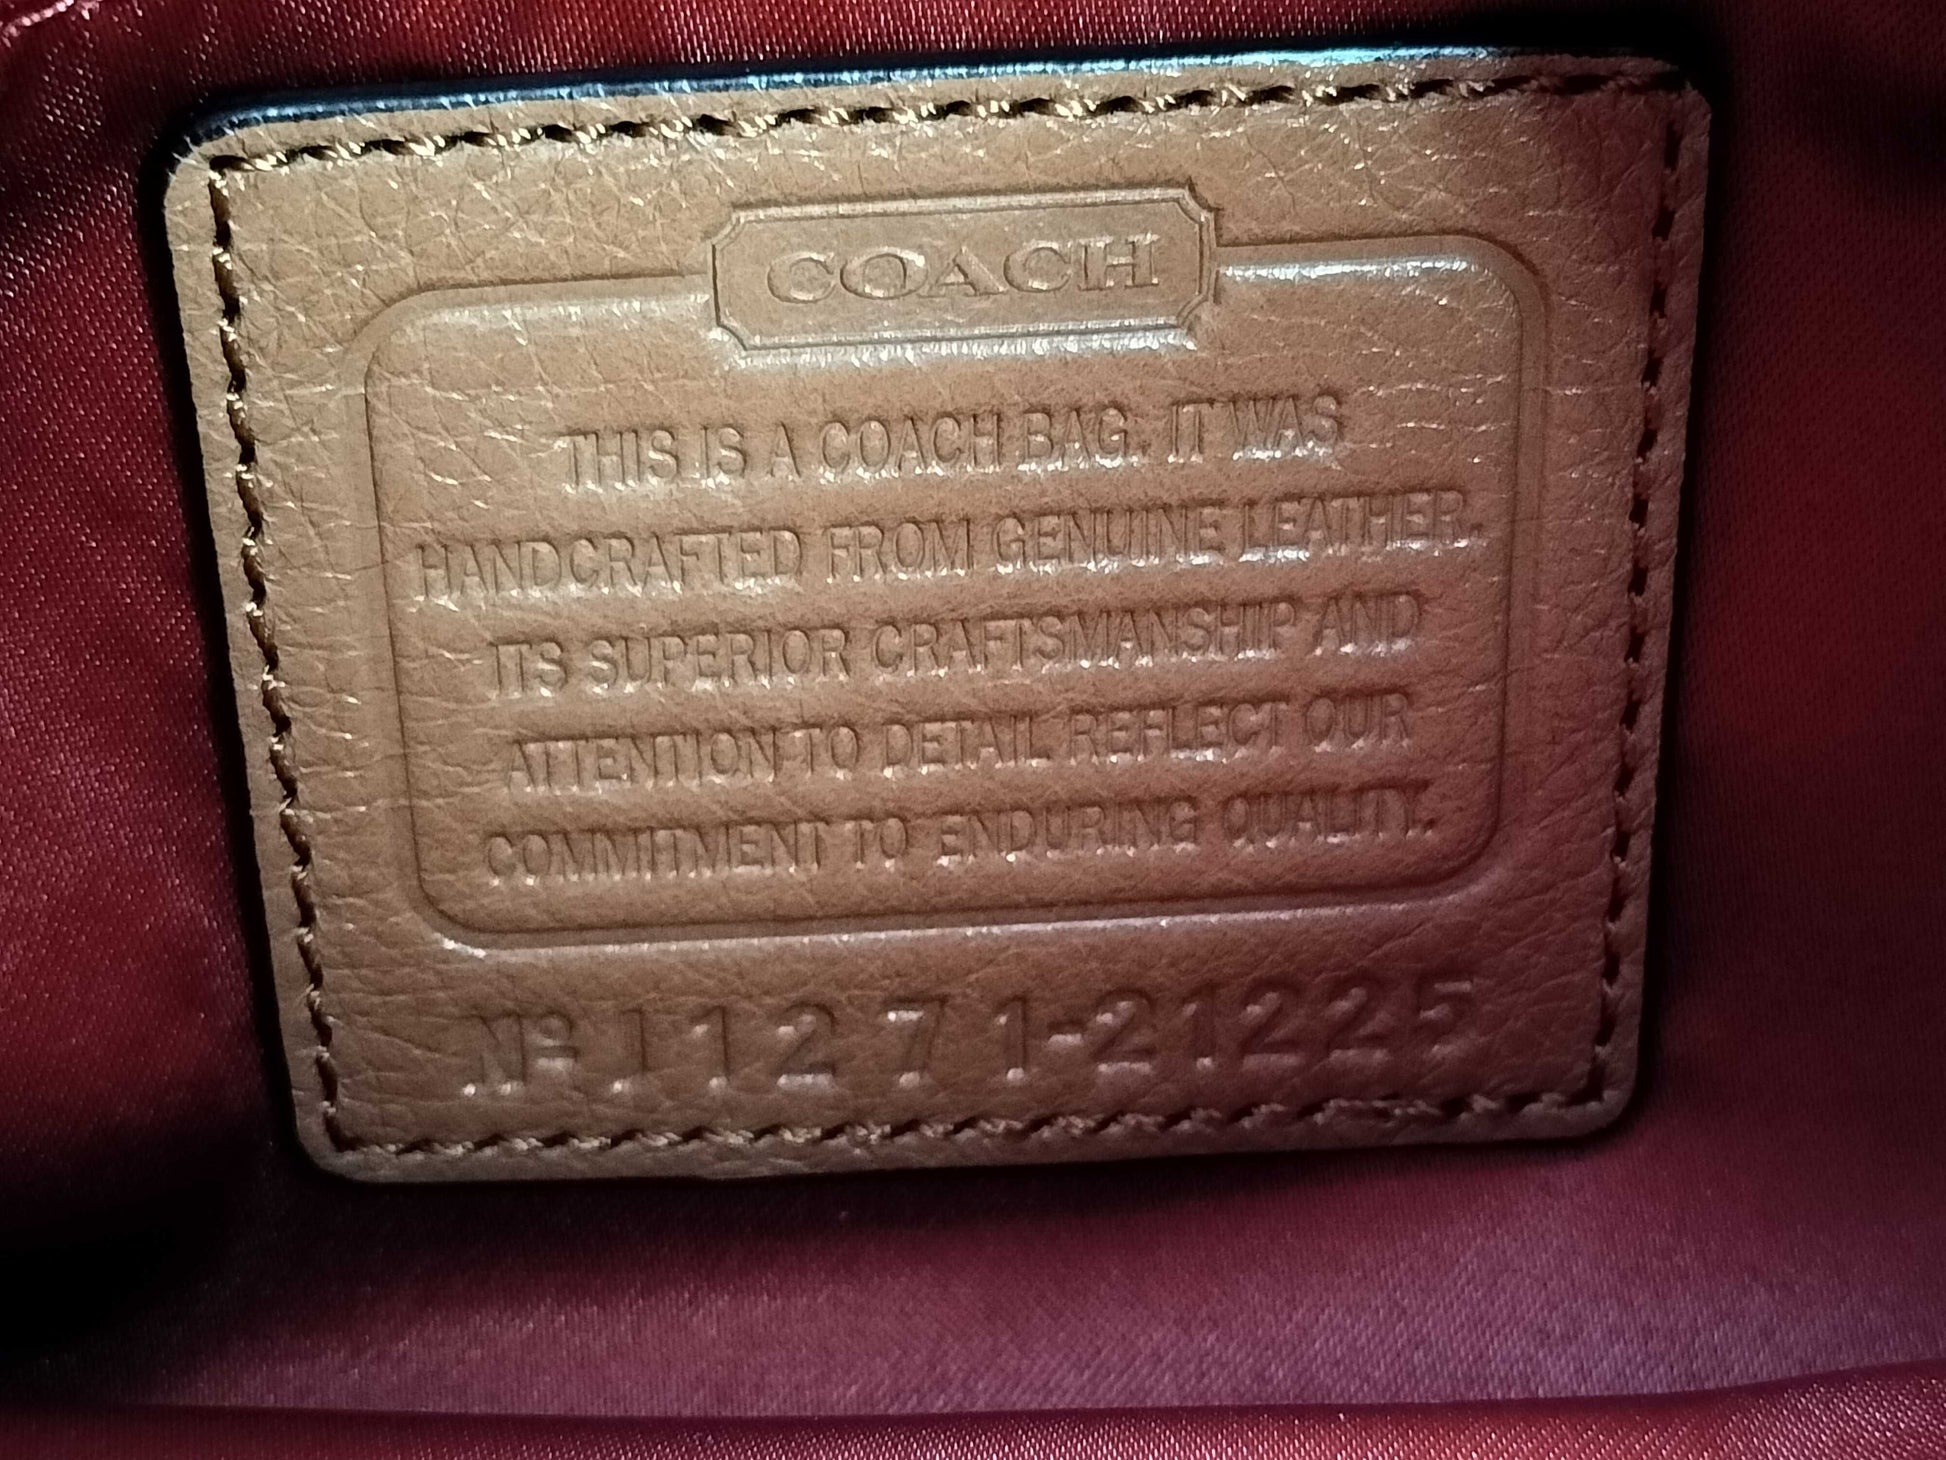 COACH
THIS IS A COACH BAG. IT WAS
HANDCRAFTED FROM GENUINE LEATHER.
ITS SUPERIOR CRAFTSMANSHIP AND
ATTENTION TO DETAIL REFLECT OUR
COMMITMENT TO ENDURING QUALITY.
Nº 11271-21225